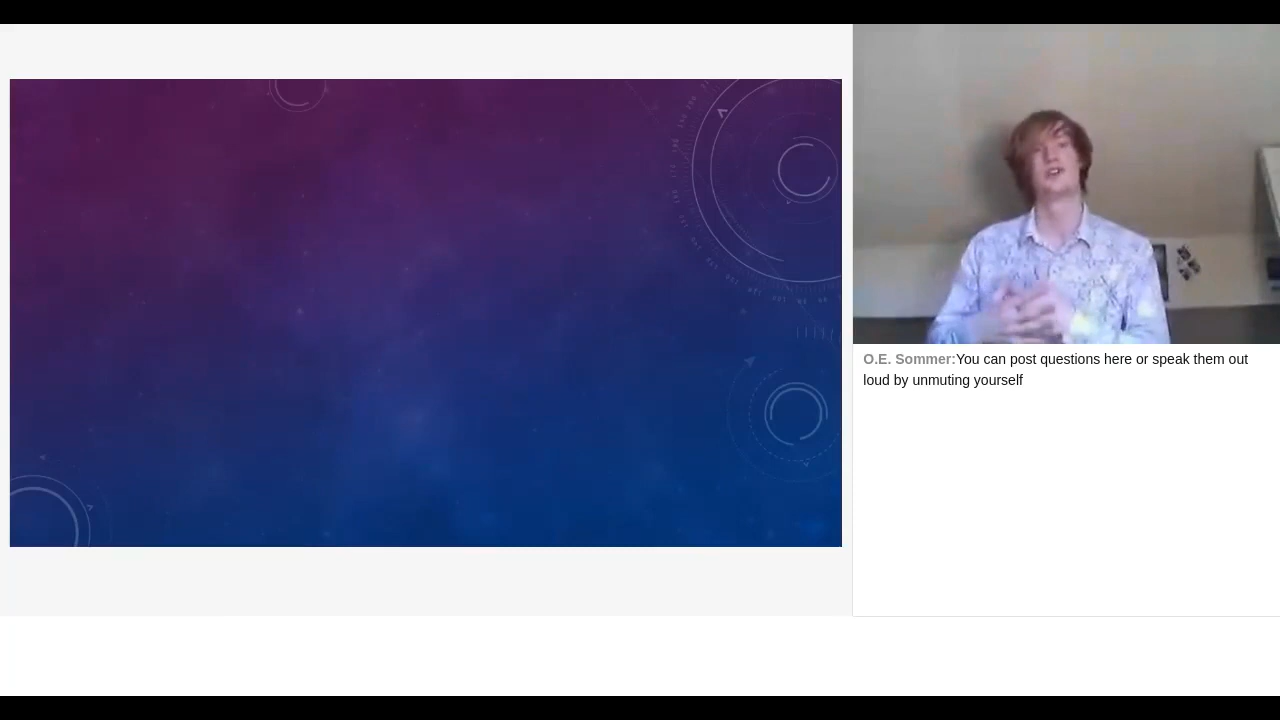 O.E. Sommer:You can post questions here or speak them out
loud by unmuting yourself